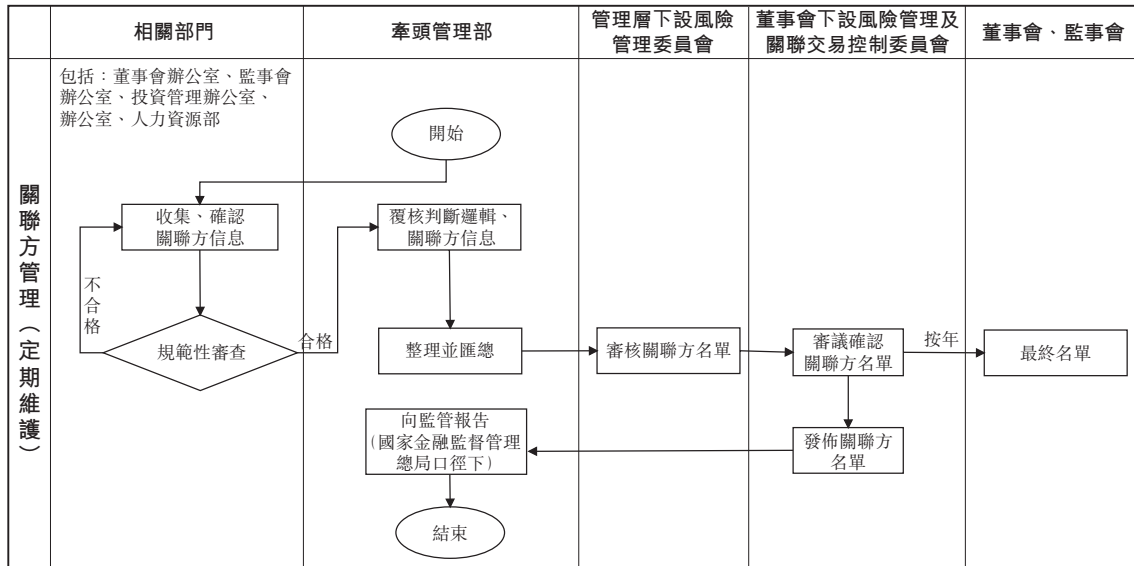 相關部門
牽頭管理部
管理層下設風險
管理委員會
董事會下設風險管理及
關聯交易控制委員會
董事會、監事會
關聯方管理（定期維護）
包括：董事會辦公室、監事會
辦公室、投資管理辦公室、
辦公室、人力資源部
開始
收集、確認
關聯方信息
覆核判斷邏輯、
關聯方信息
不合格
規範性審查
合格
整理並匯總
審核關聯方名單
審議確認
關聯方名單
按年
最終名單
向監管報告
(國家金融監督管理
總局口徑下)
發佈關聯方
名單
結束